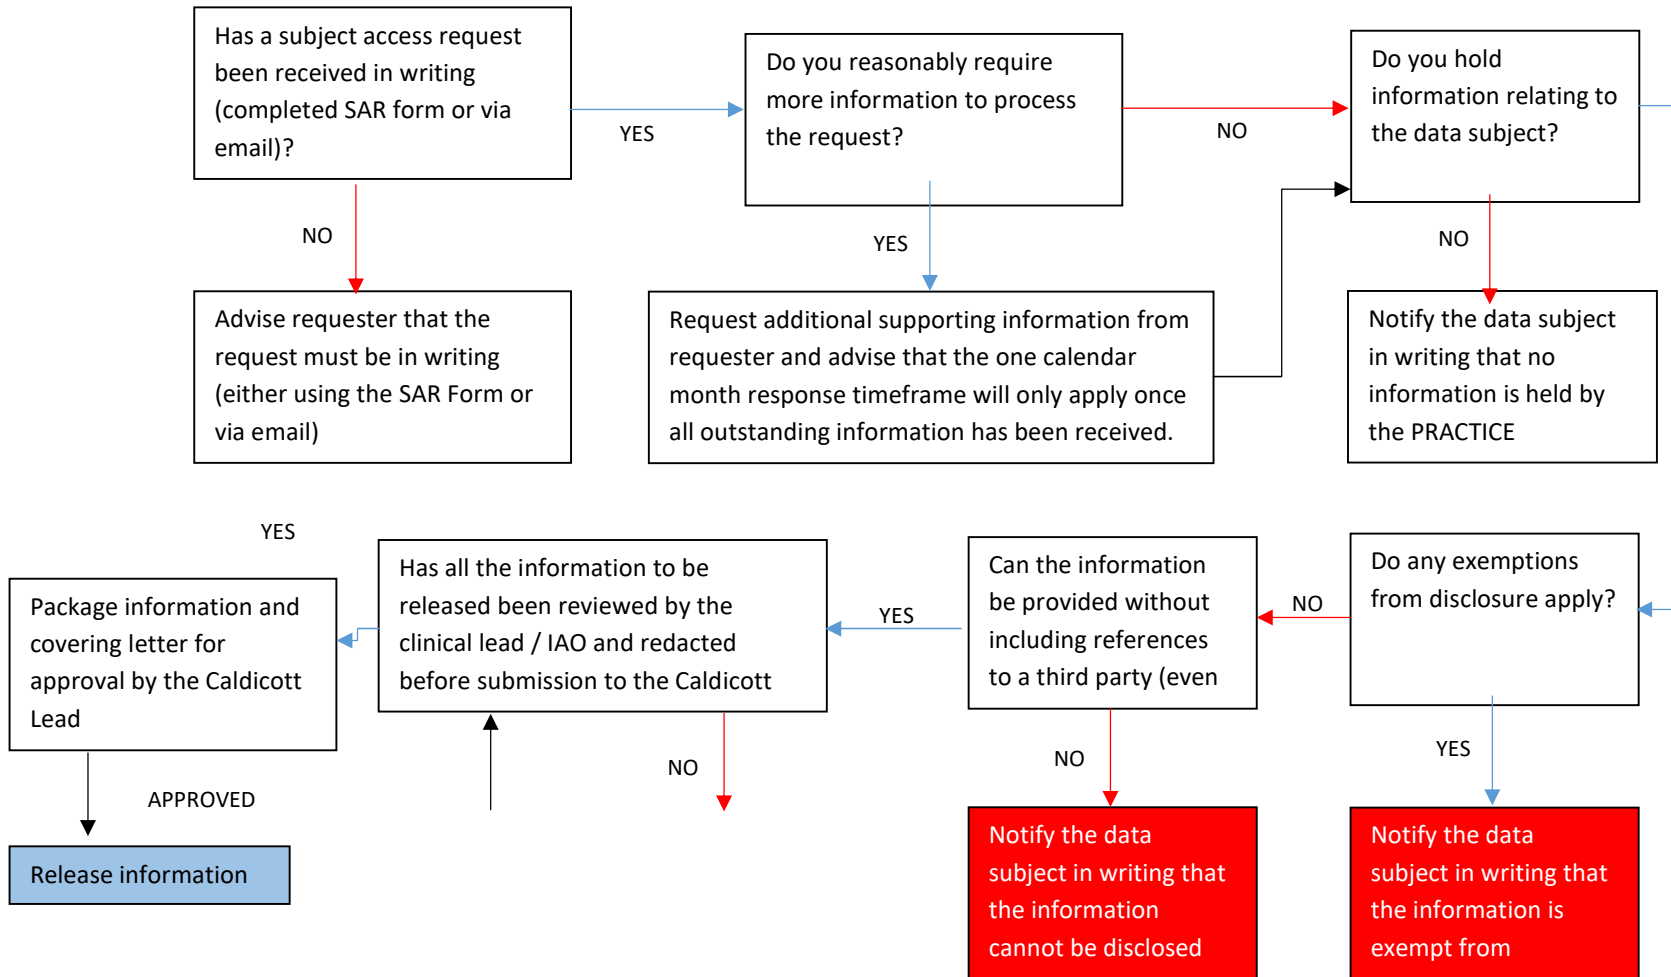 Has a subject access request
been received in writing
(completed SAR form or via
email)?
YES
Do you reasonably require
more information to process
the request?
NO
Do you hold
information relating to
the data subject?
NO
YES
NO
Advise requester that the
request must be in writing
(either using the SAR Form or
via email)
Request additional supporting information from
requester and advise that the one calendar
month response timeframe will only apply once
all outstanding information has been received.
Notify the data subject
in writing that no
information is held by
the PRACTICE
YES
Package information and
covering letter for
approval by the Caldicott
Lead
Has all the information to be
released been reviewed by the
clinical lead / IAO and redacted
before submission to the Caldicott
YES
Can the information
be provided without
including references
to a third party (even
NO
Do any exemptions
from disclosure apply?
APPROVED
NO
NO
YES
Release information
Notify the data
subject in writing that
the information
cannot be disclosed
Notify the data
subject in writing that
the information is
exempt from